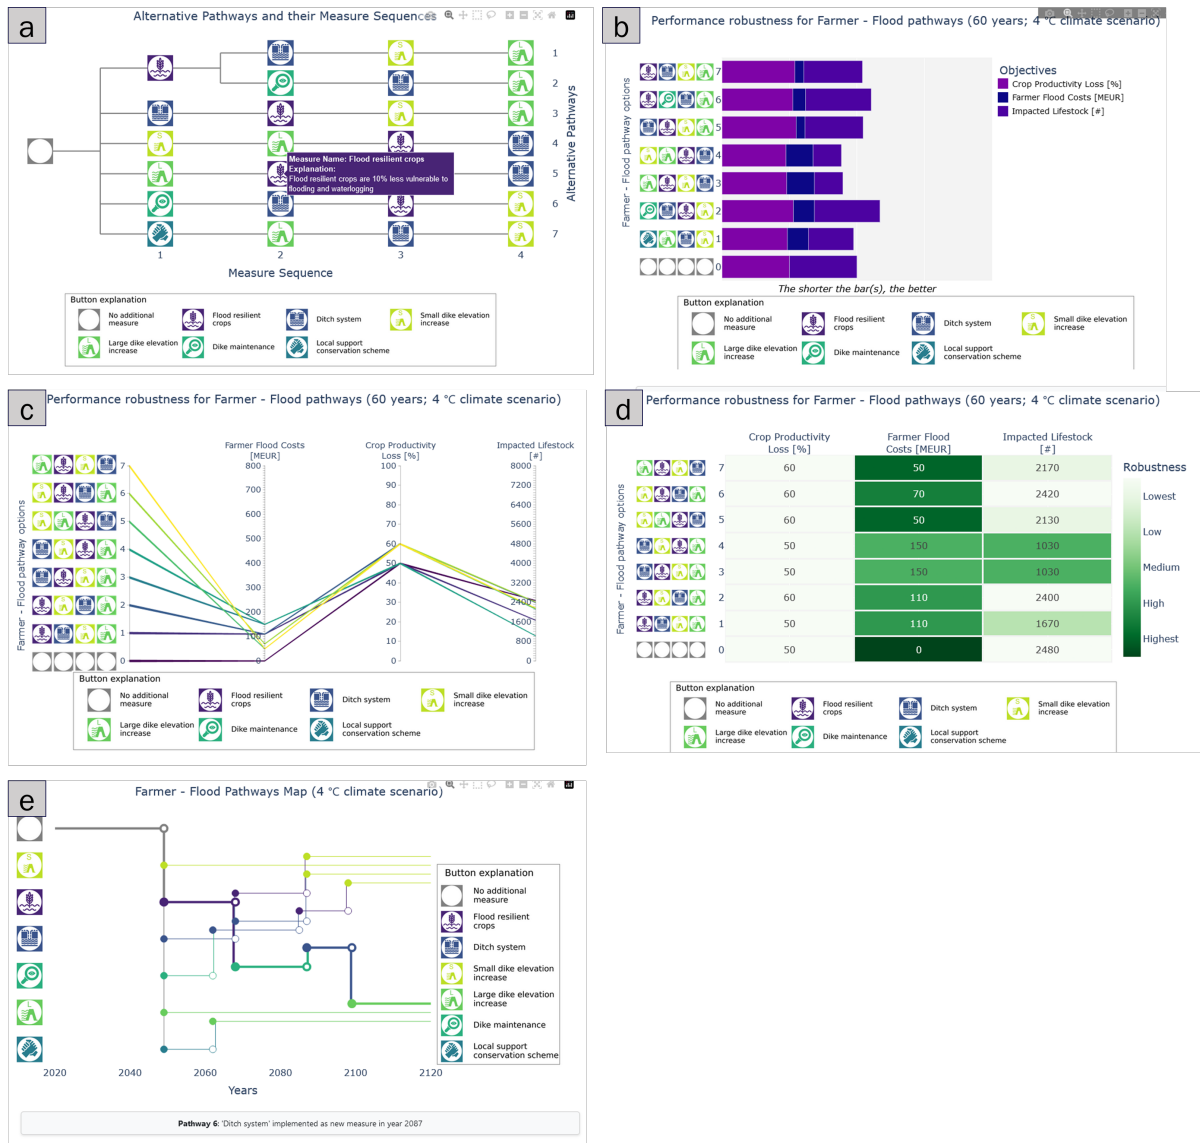 a
Alternative Pathways and their Measure Sequences
1
2
3
4
5
6
7
Alternative Pathways
Measure Name: Flood resilient crops
Explanation:
Flood resilient crops are 10% less vulnerable to
flooding and waterlogging
1 2 3 4
Measure Sequence
Button explanation
No additional
measure
Flood resilient
crops
Ditch system
Small dike elevation
increase
Large dike elevation
increase
Dike maintenance
Local support
conservation scheme
b
Performance robustness for Farmer - Flood pathways (60 years; 4 °C climate scenario)
Farmer - Flood pathway options
7
6
5
4
3
2
1
0
Objectives
Crop Productivity Loss [%]
Farmer Flood Costs [MEUR]
Impacted Lifestock [#]
The shorter the bar(s), the better
Button explanation
No additional
measure
Flood resilient
crops
Ditch system
Small dike elevation
increase
Large dike elevation
increase
Dike maintenance
Local support
conservation scheme
c
Performance robustness for Farmer - Flood pathways (60 years; 4 °C climate scenario)
Farmer - Flood pathway options
7
6
5
4
3
2
1
0
Farmer Flood Costs
[MEUR]
800
700
600
500
400
300
200
100
0
Crop Productivity
Loss [%]
100
90
80
70
60
50
40
30
20
10
0
Impacted Lifestock
[#]
8000
7200
6400
5600
4800
4000
3200
2400
1600
800
0
Button explanation
No additional
measure
Flood resilient
crops
Ditch system
Small dike elevation
increase
Large dike elevation
increase
Dike maintenance
Local support
conservation scheme
d
Performance robustness for Farmer - Flood pathways (60 years; 4 °C climate scenario)
Farmer - Flood pathway options
Crop Productivity
Loss [%]
Farmer Flood
Costs [MEUR]
Impacted Lifestock
[#]
7 60 50 2170
6 60 70 2420
5 60 50 2130
4 50 150 1030
3 50 150 1030
2 60 110 2400
1 50 110 1670
0 50 0 2480
Robustness
Lowest
Low
Medium
High
Highest
Button explanation
No additional
measure
Flood resilient
crops
Ditch system
Small dike elevation
increase
Large dike elevation
increase
Dike maintenance
Local support
conservation scheme
e
Farmer - Flood Pathways Map (4 °C climate scenario)
2020 2040 2060 2080 2100 2120
Years
Button explanation
No additional
measure
Flood resilient
crops
Ditch system
Small dike elevation
increase
Large dike elevation
increase
Dike maintenance
Local support
conservation scheme
Pathway 6: 'Ditch system' implemented as new measure in year 2087